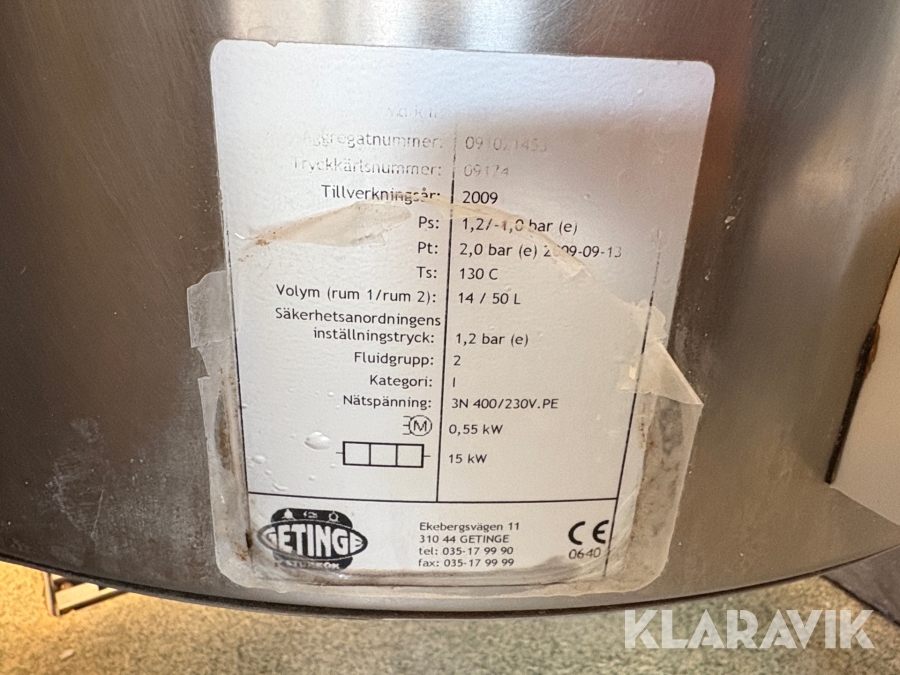 Aggregatnummer: 
Tryckkärlsnummer: 09174
Tillverkningsår: 2009
Ps: 1,2/-1,0 bar (e)
Pt: 2,0 bar (e) 2009-09-13
Ts: 130 C
Volym (rum 1/rum 2): 14 / 50 L
Säkerhetsanordningens
inställningstryck: 1,2 bar (e)
Fluidgrupp: 2
Kategori: I
Nätspänning: 3N 400/230V.PE
M 0,55 kW
15 kW
GETINGE
STORKÖK
Ekebergsvägen 11
310 44 GETINGE
tel: 035-17 99 90
fax: 035-17 99 99
CE
0640
KLARAVIK